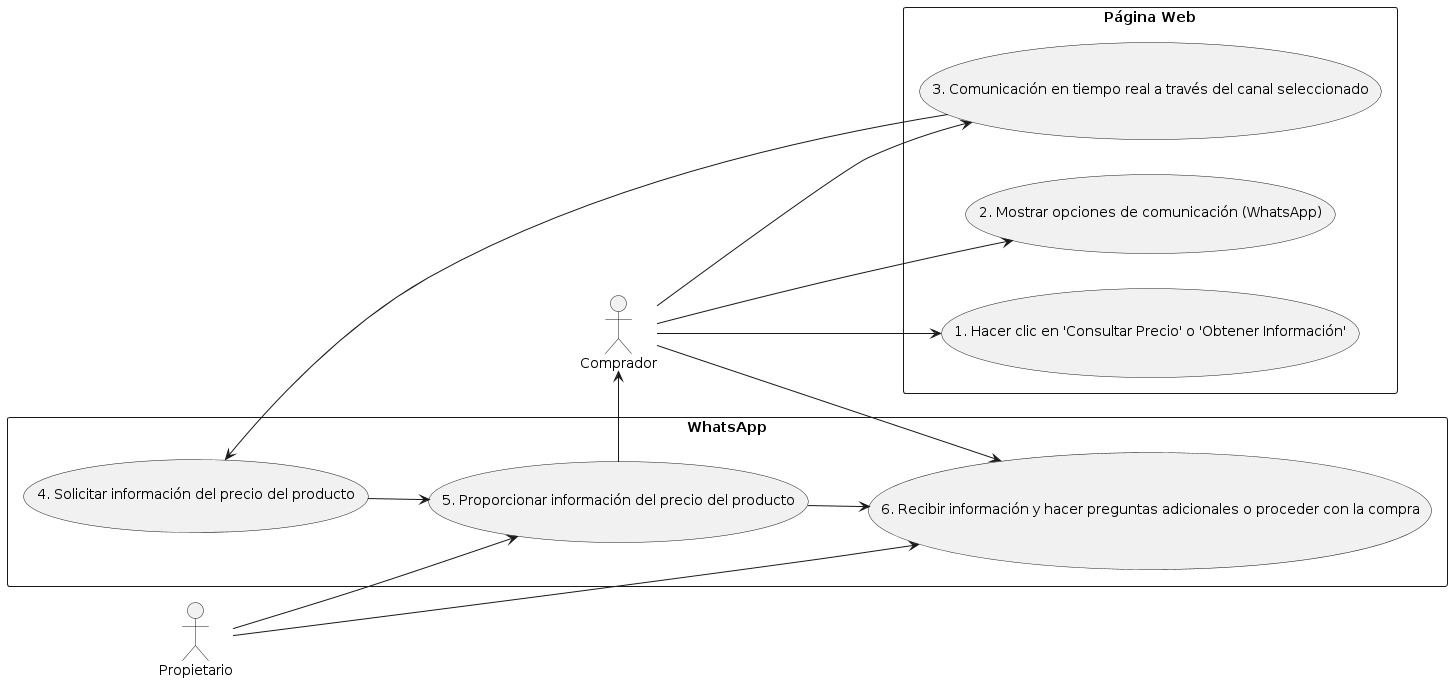 Página Web
3. Comunicación en tiempo real a través del canal seleccionado
2. Mostrar opciones de comunicación (WhatsApp)
1. Hacer clic en 'Consultar Precio' o 'Obtener Información'
Comprador
WhatsApp
4. Solicitar información del precio del producto
5. Proporcionar información del precio del producto
6. Recibir información y hacer preguntas adicionales o proceder con la compra
Propietario